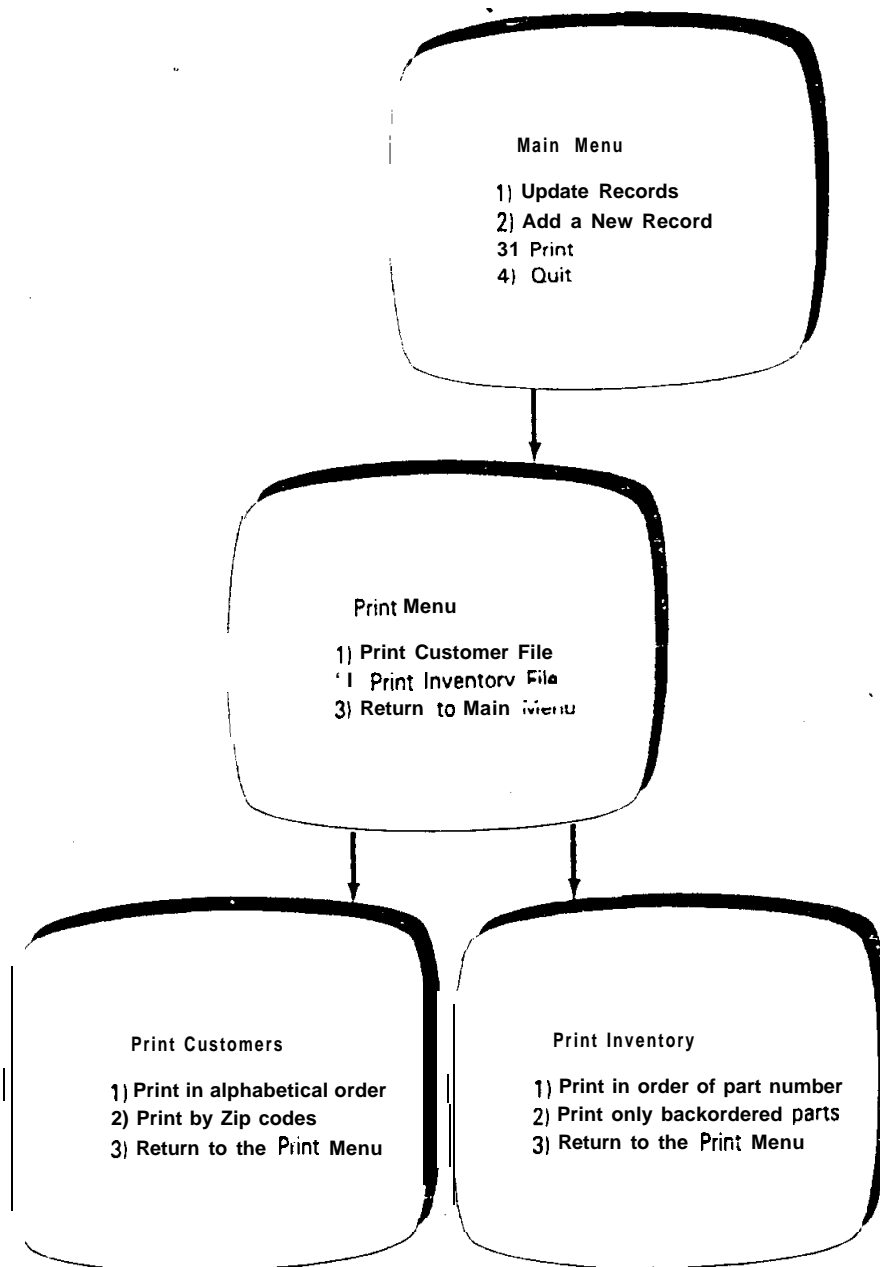 Main Menu
1) Update Records
2) Add a New Record
31 Print
4) Quit
Print Menu
1) Print Customer File
Print Inventory File
3) Return to Main Menu
Print Customers
1) Print in alphabetical order
2) Print by Zip codes
3) Return to the Print Menu
Print Inventory
1) Print in order of part number
2) Print only backordered parts
3) Return to the Print Menu